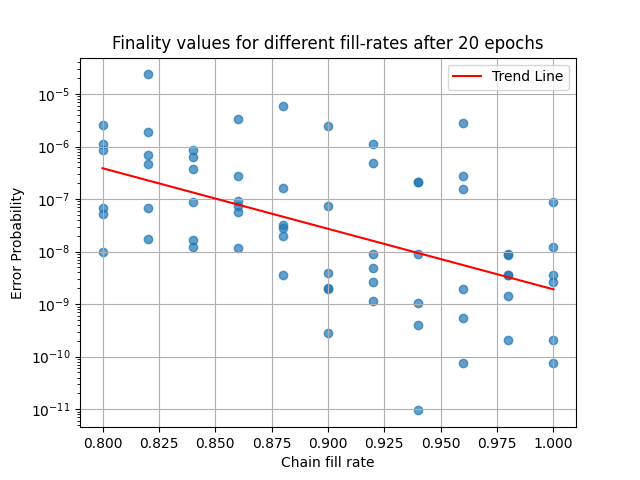 Finality values for different fill-rates after 20 epochs
Trend Line
Error Probability
10⁻⁵
10⁻⁶
10⁻⁷
10⁻⁸
10⁻⁹
10⁻¹⁰
10⁻¹¹
0.800 0.825 0.850 0.875 0.900 0.925 0.950 0.975 1.000
Chain fill rate